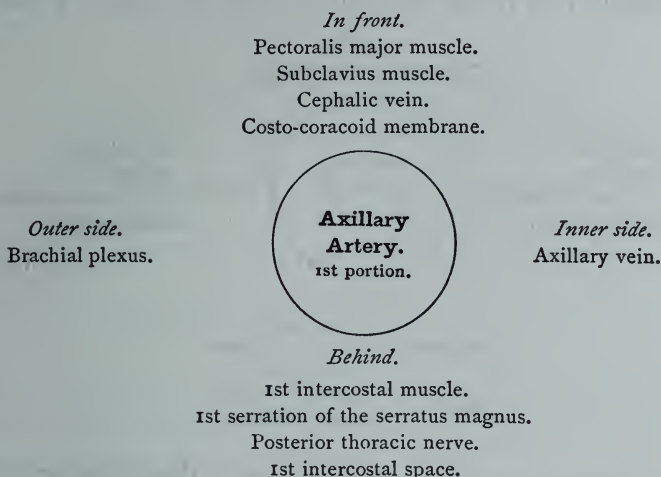 In front.
Pectoralis major muscle.
Subclavius muscle.
Cephalic vein.
Costo-coracoid membrane.
Outer side.
Brachial plexus.
Axillary
Artery.
1st portion.
Inner side.
Axillary vein.
Behind.
1st intercostal muscle.
1st serration of the serratus magnus.
Posterior thoracic nerve.
1st intercostal space.